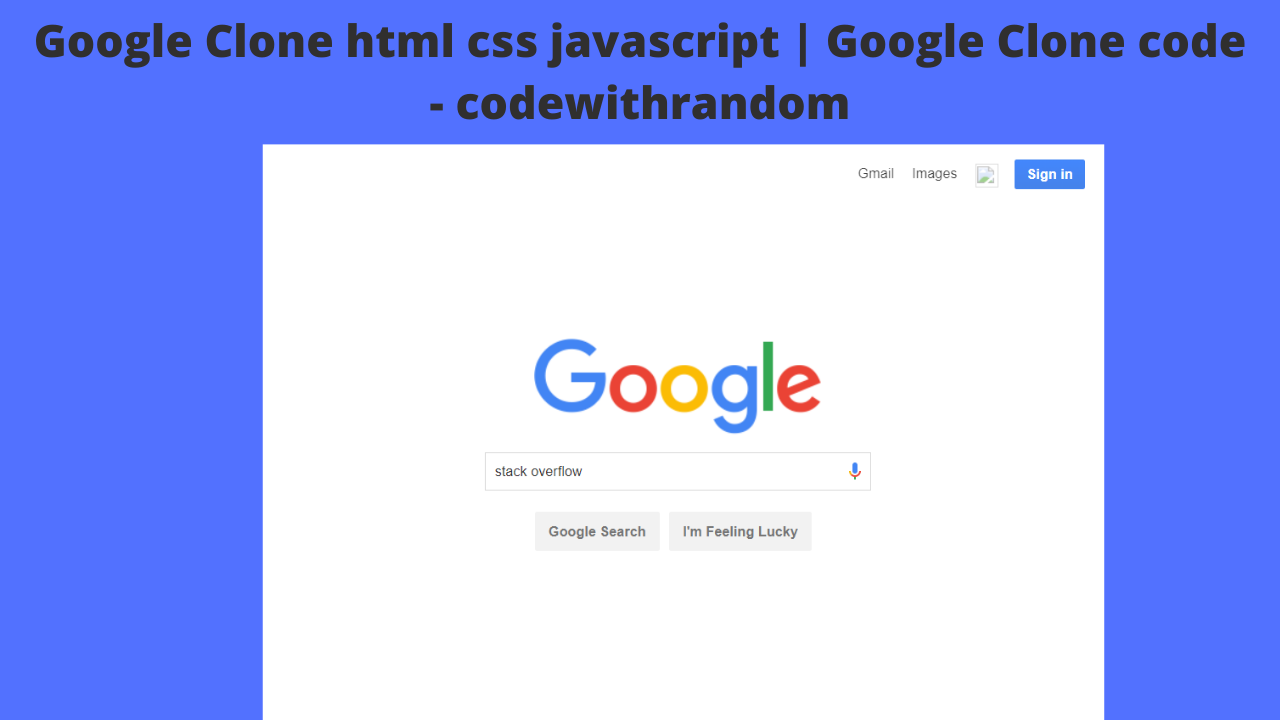 Google Clone html css javascript | Google Clone code
- codewithrandom
Gmail Images Sign in
Google
stack overflow
Google Search I'm Feeling Lucky